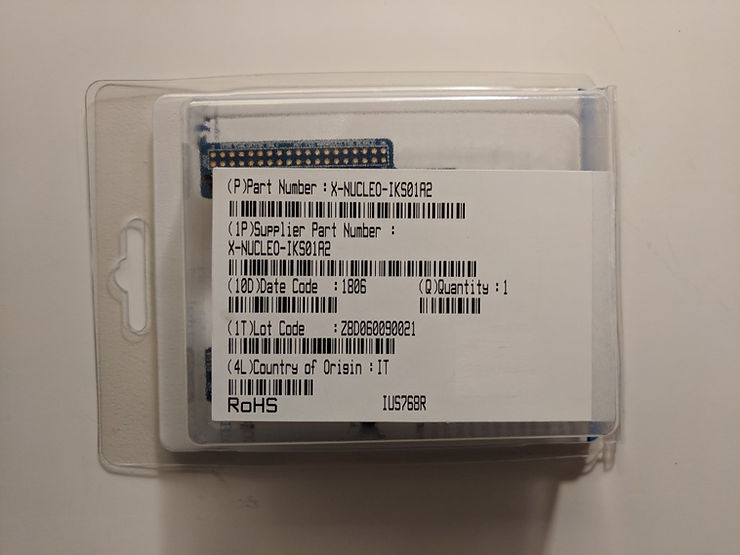 (P)Part Number : X-NUCLEO-IKS01A2
(1P)Supplier Part Number :
X-NUCLEO-IKS01A2
(10D)Date Code : 1806 (Q)Quantity : 1
(1T)Lot Code : Z8D060090021
(4L)Country of Origin : IT
RoHS IUS768R